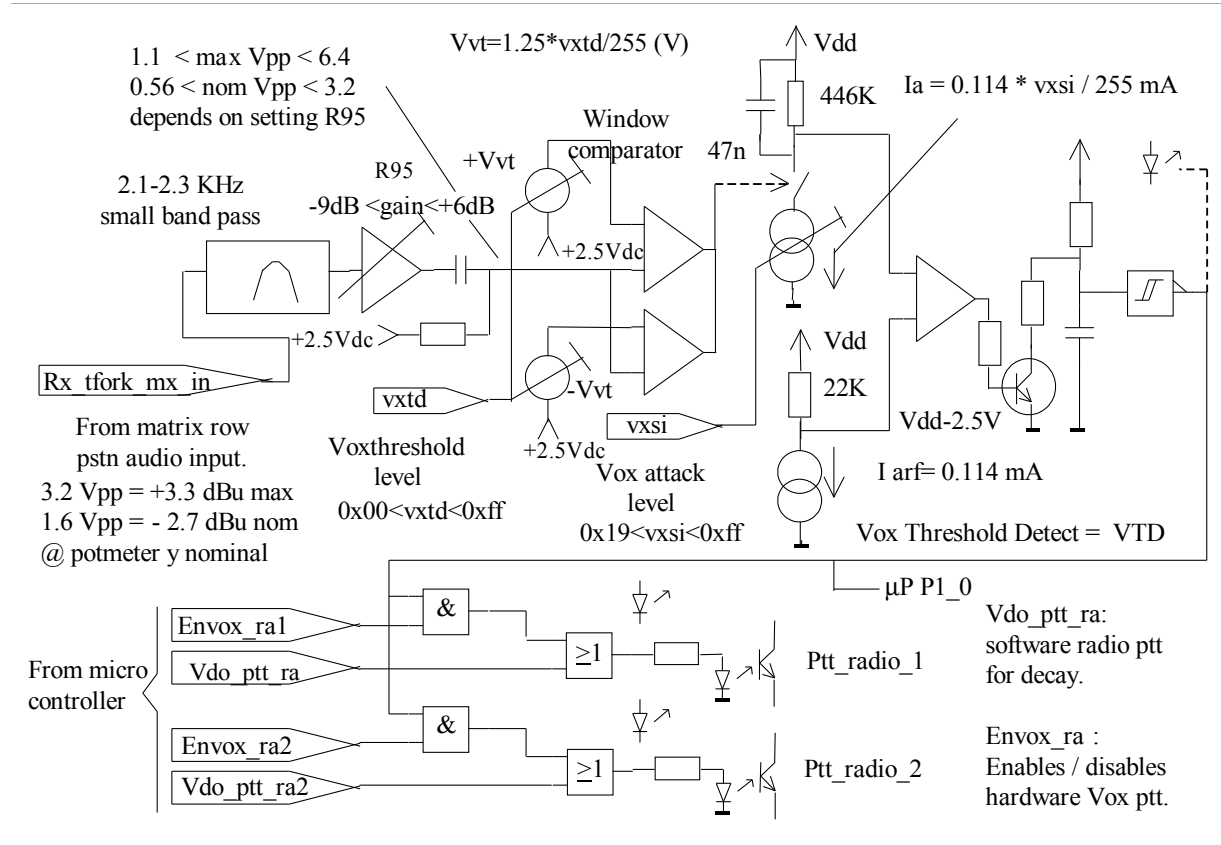 1.1 < max Vpp < 6.4
0.56 < nom Vpp < 3.2
depends on setting R95
Vvt=1.25*vxtd/255 (V)
Vdd
446K
Ia = 0.114 * vxsi / 255 mA
47n
Window
comparator
+Vvt
R95
-9dB <gain<+6dB
2.1-2.3 KHz
small band pass
+2.5Vdc
+2.5Vdc
Rx_tfork_mx_in
vxtd
-Vvt
+2.5Vdc
vxsi
Vdd
22K
Vdd-2.5V
I arf= 0.114 mA
From matrix row
pstn audio input.
3.2 Vpp = +3.3 dBu max
1.6 Vpp = - 2.7 dBu nom
@ potmeter y nominal
Voxthreshold
level
0x00<vxtd<0xff
Vox attack
level
0x19<vxsi<0xff
Vox Threshold Detect = VTD
µP P1_0
From micro
controller
Envox_ra1
Vdo_ptt_ra
Envox_ra2
Vdo_ptt_ra2
&
≥1
&
≥1
Ptt_radio_1
Ptt_radio_2
Vdo_ptt_ra:
software radio ptt
for decay.
Envox_ra :
Enables / disables
hardware Vox ptt.